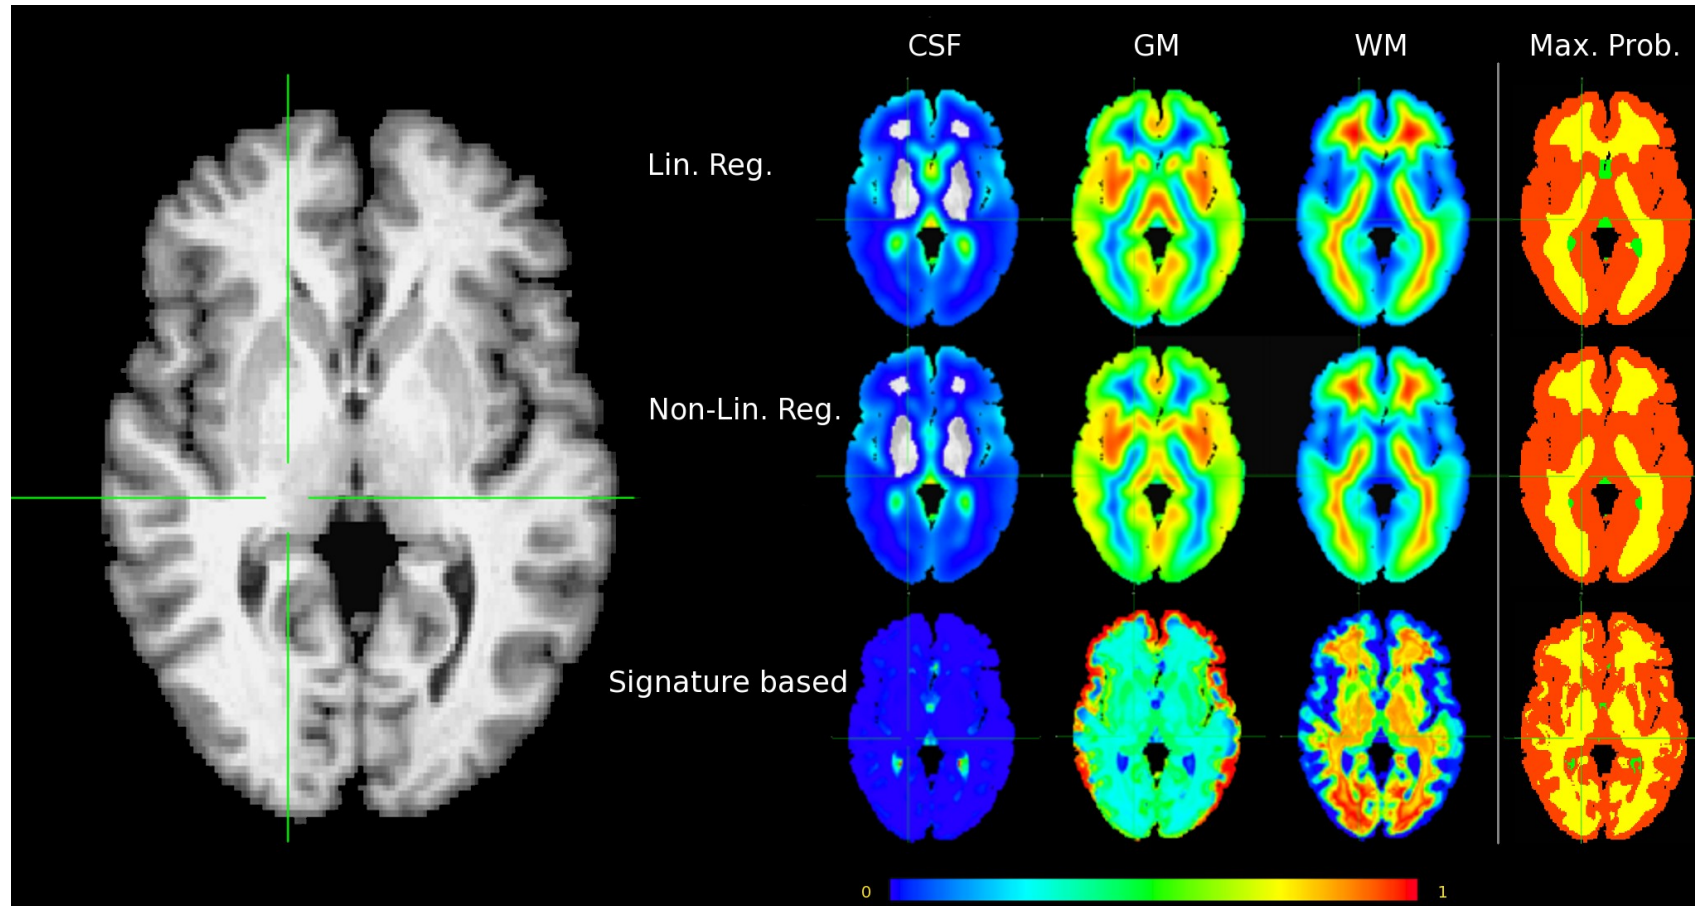 CSF GM WM Max. Prob.
Lin. Reg.
Non-Lin. Reg.
Signature based
0 1